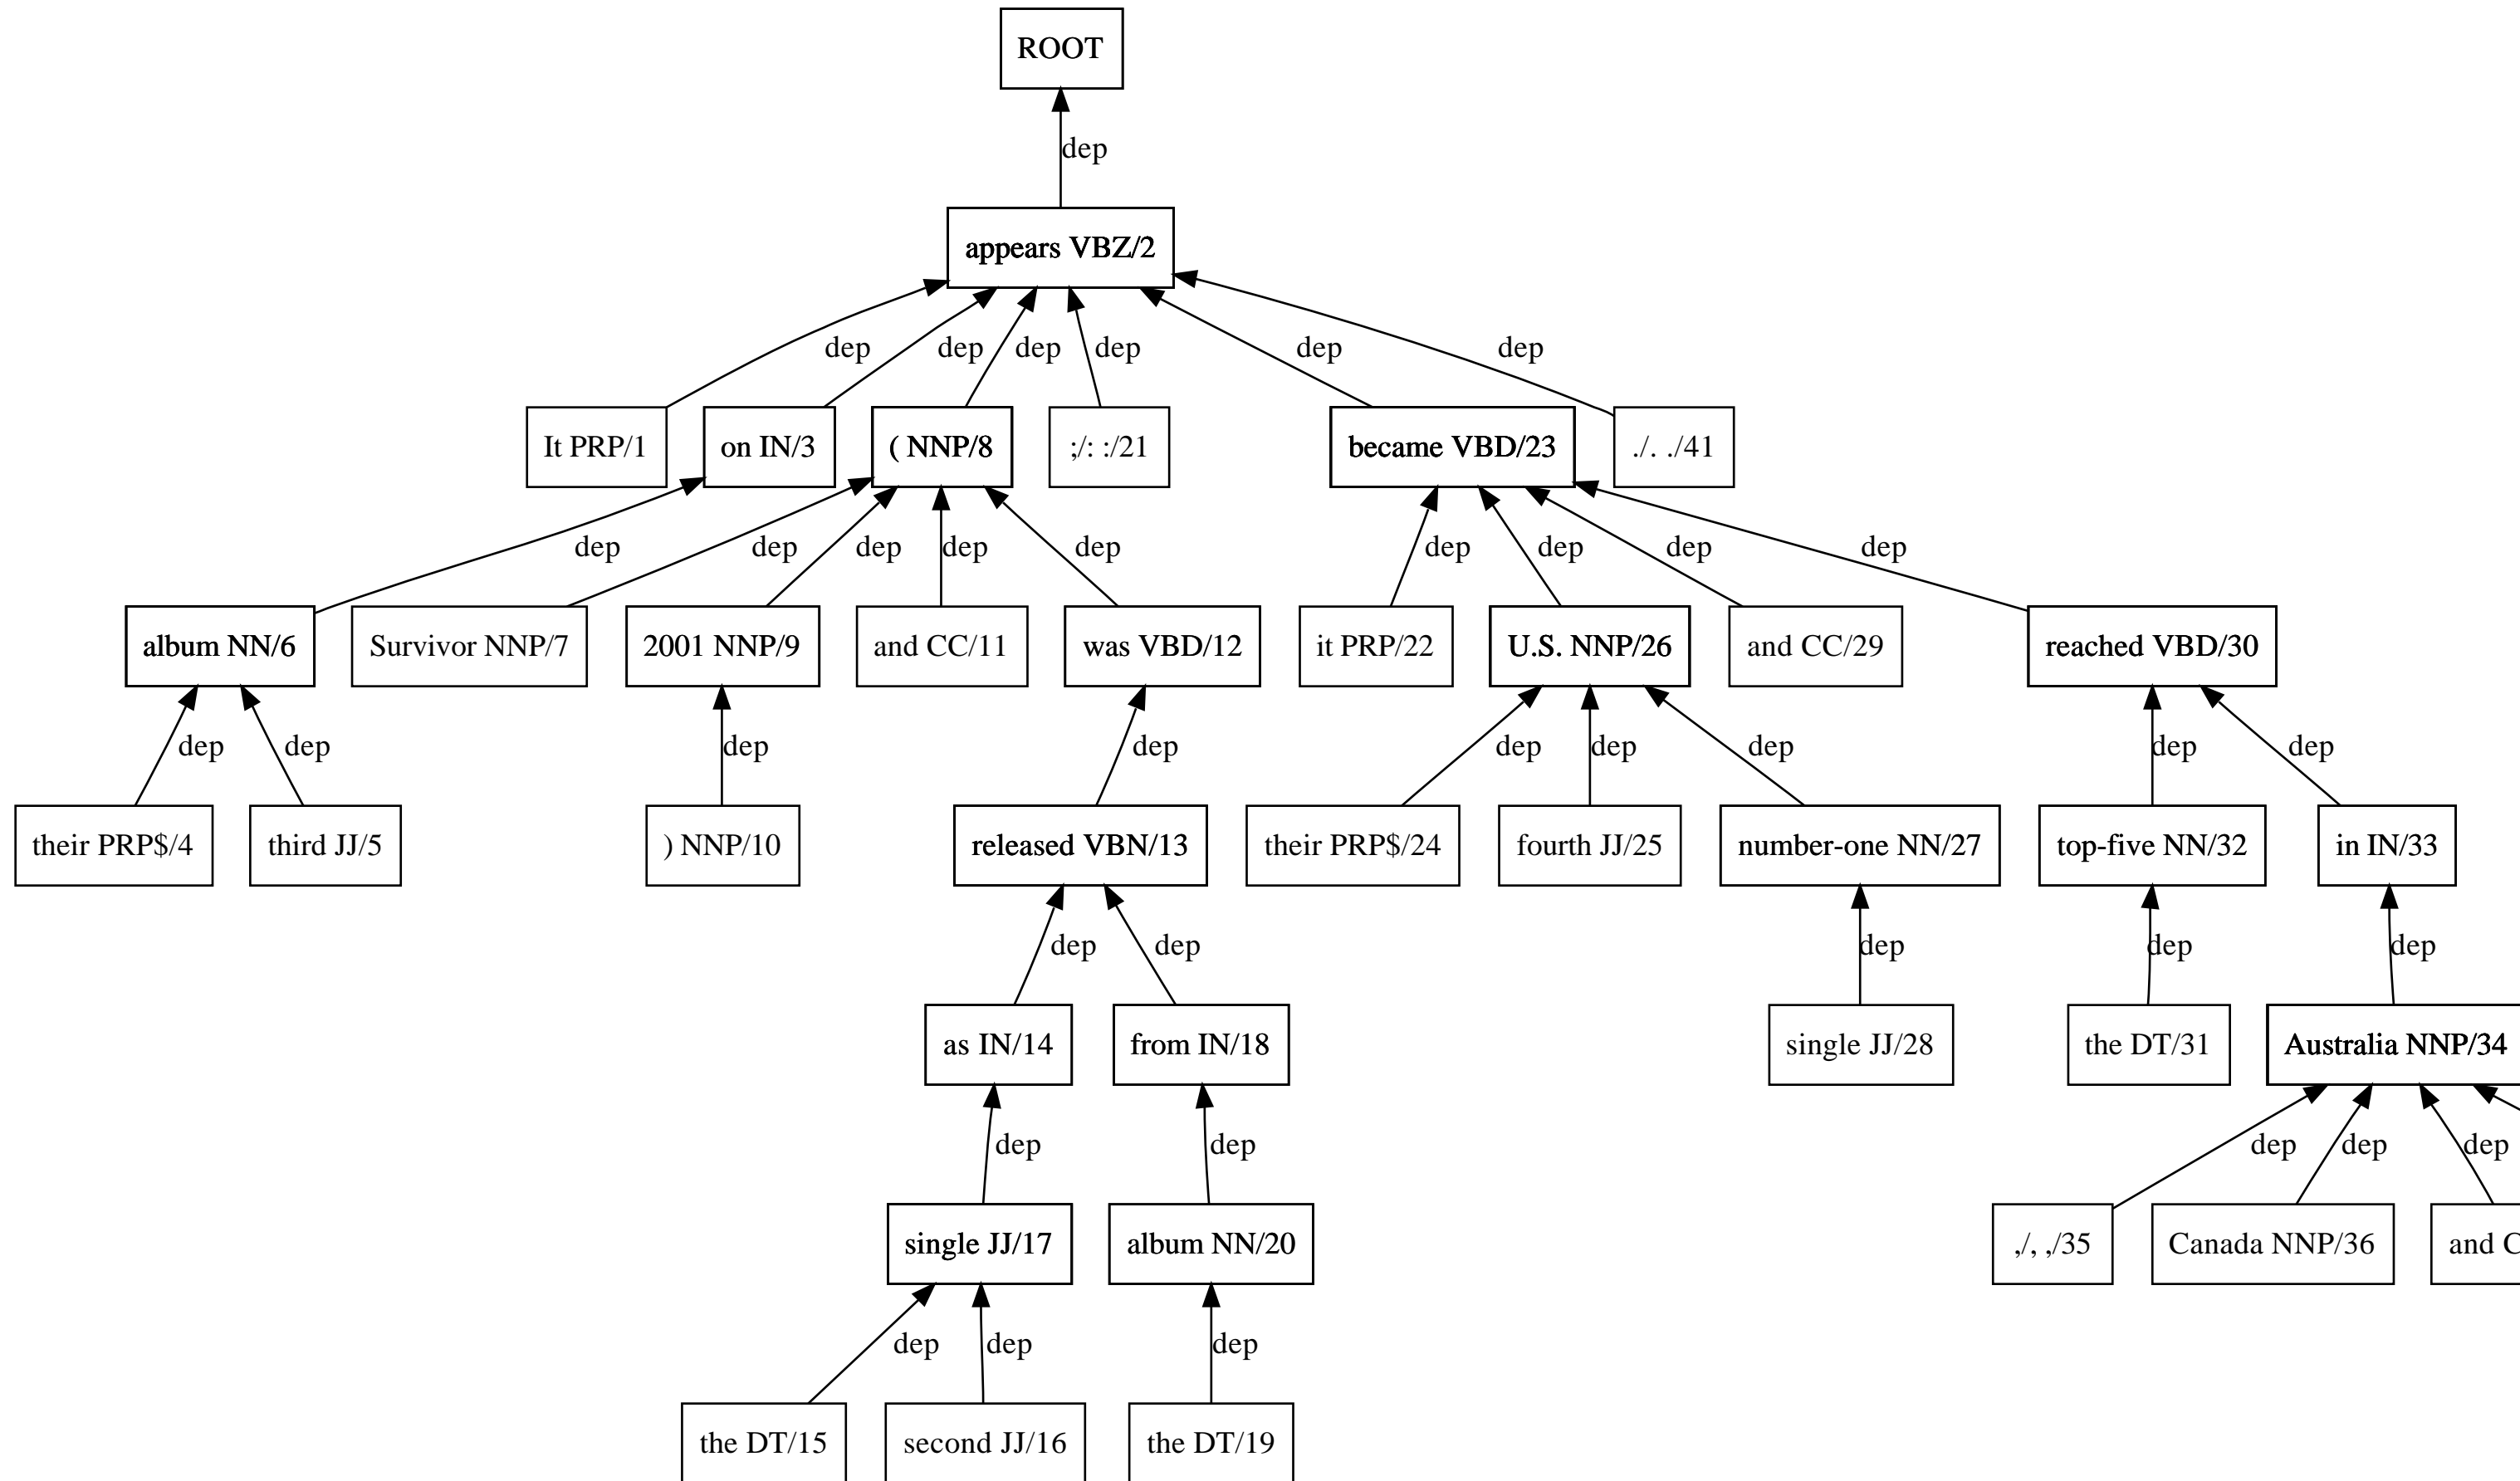 ROOT
dep
appears VBZ/2
dep dep dep dep dep dep
It PRP/1 on IN/3 ( NNP/8 ;/: :/21 became VBD/23 ./. ./41
dep dep dep dep dep dep dep dep dep
album NN/6 Survivor NNP/7 2001 NNP/9 and CC/11 was VBD/12 it PRP/22 U.S. NNP/26 and CC/29 reached VBD/30
dep dep dep dep dep dep dep dep dep
their PRP$/4 third JJ/5 ) NNP/10 released VBN/13 their PRP$/24 fourth JJ/25 number-one NN/27 top-five NN/32 in IN/33
dep dep dep dep dep
as IN/14 from IN/18 single JJ/28 the DT/31 Australia NNP/34
dep dep dep dep dep
single JJ/17 album NN/20 ,/, ,/35 Canada NNP/36 and C
dep dep dep
the DT/15 second JJ/16 the DT/19